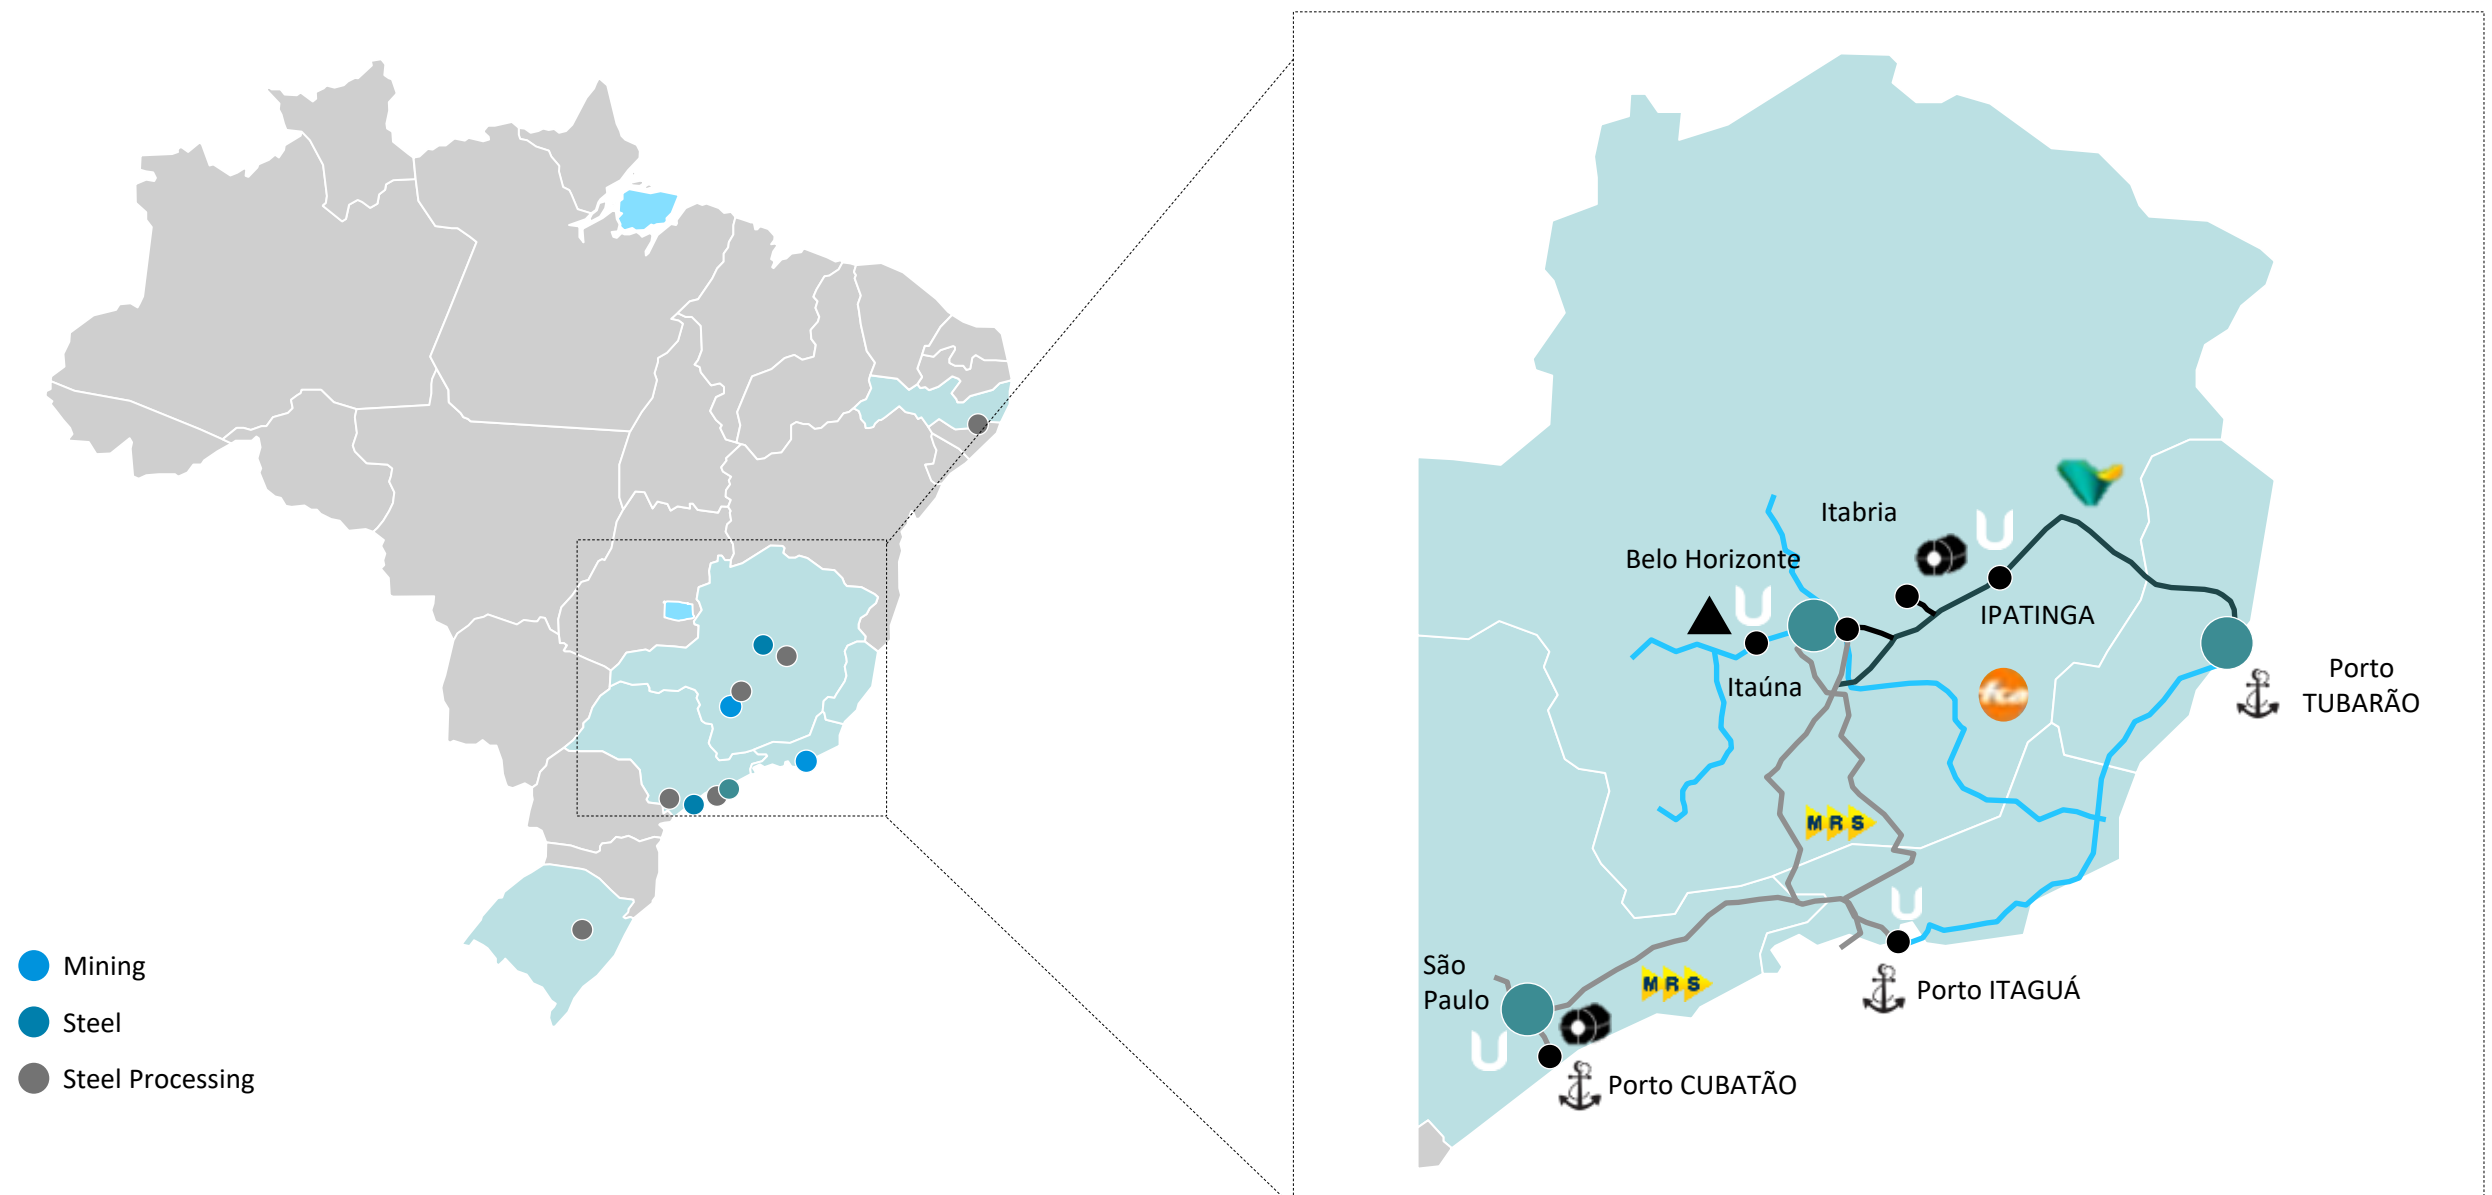 Mining
Steel
Steel Processing
Itabria
Belo Horizonte
IPATINGA
Itaúna
Porto
TUBARÃO
MRS
São
Paulo
MRS
Porto ITAGUÁ
Porto CUBATÃO